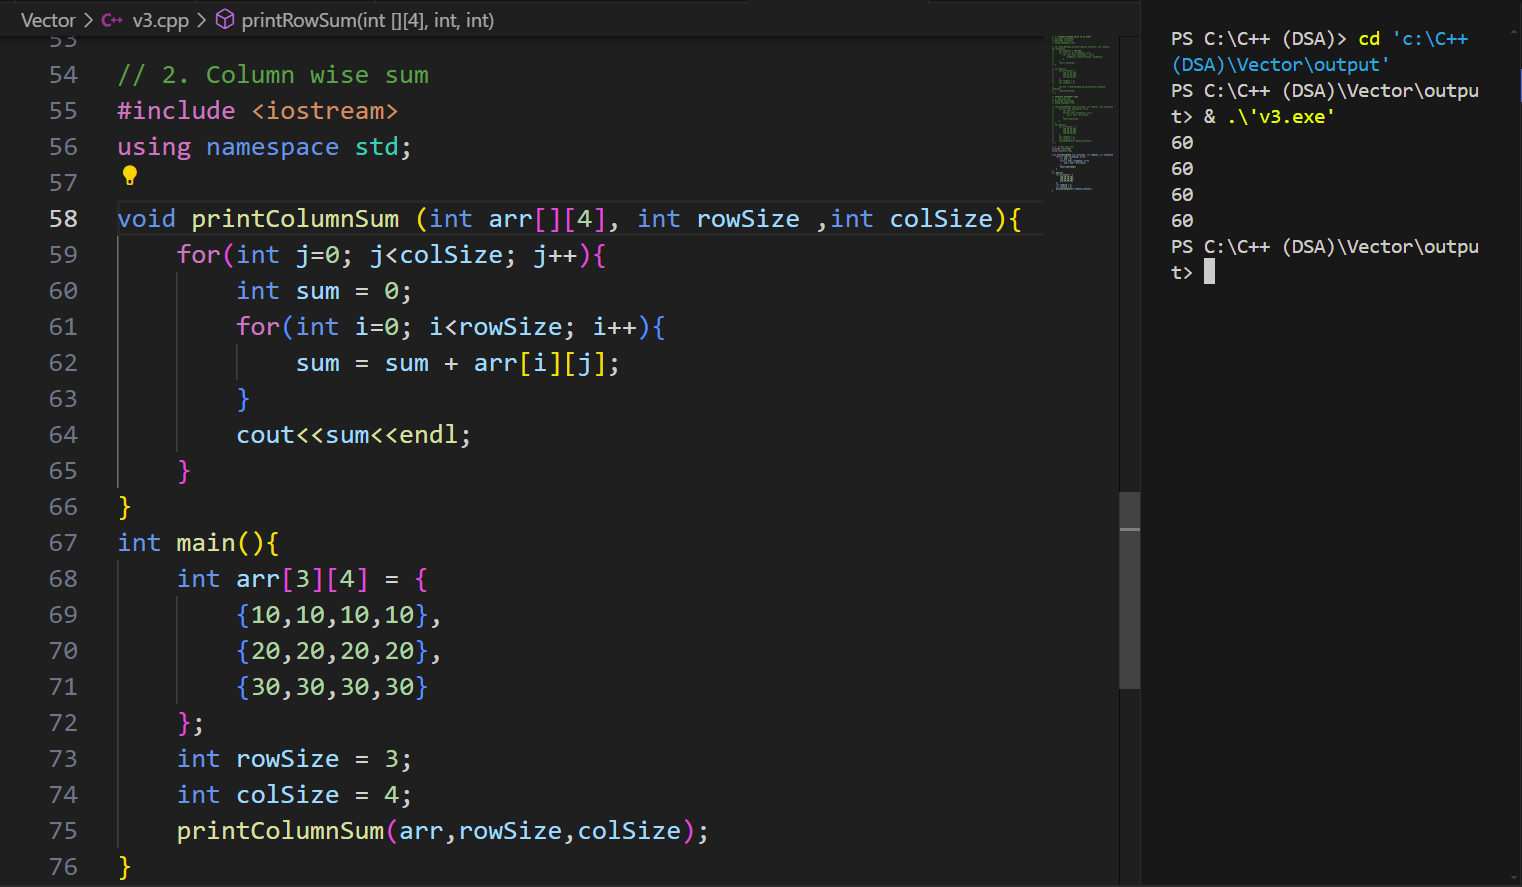 Vector > C++ v3.cpp > printRowSum(int [][4], int, int)
53
54 // 2. Column wise sum
55 #include <iostream>
56 using namespace std;
57
58 void printColumnSum (int arr[][4], int rowSize ,int colSize){
59     for(int j=0; j<colSize; j++){
60         int sum = 0;
61         for(int i=0; i<rowSize; i++){
62             sum = sum + arr[i][j];
63         }
64         cout<<sum<<endl;
65     }
66 }
67 int main(){
68     int arr[3][4] = {
69         {10,10,10,10},
70         {20,20,20,20},
71         {30,30,30,30}
72     };
73     int rowSize = 3;
74     int colSize = 4;
75     printColumnSum(arr,rowSize,colSize);
76 }
PS C:\C++ (DSA)> cd 'c:\C++
(DSA)\Vector\output'
PS C:\C++ (DSA)\Vector\outpu
t> & .\'v3.exe'
60
60
60
60
PS C:\C++ (DSA)\Vector\outpu
t>